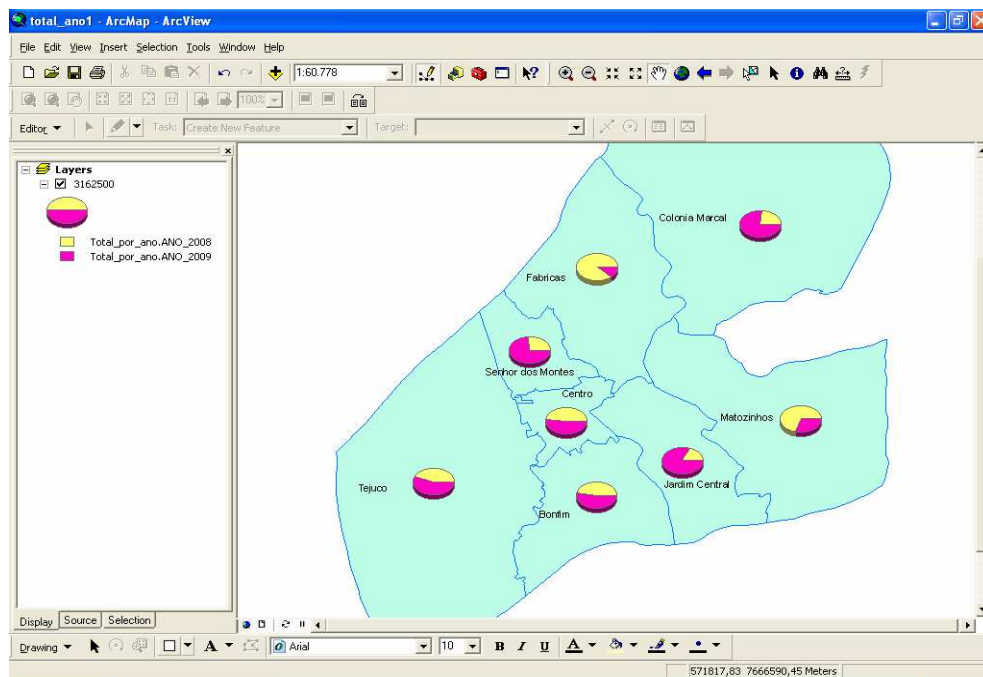 total_ano1 - ArcMap - ArcView
File Edit View Insert Selection Tools Window Help
1:60.778
100%
Editor Task: Create New Feature Target:
Layers
3162500
Total_por_ano.ANO_2008
Total_por_ano.ANO_2009
Colonia Marcal
Fabricas
Senhor dos Montes
Centro
Matozinhos
Tejuco
Jardim Central
Bonfim
Display Source Selection
Drawing A Arial 10 B I U A
571817,83 7666590,45 Meters